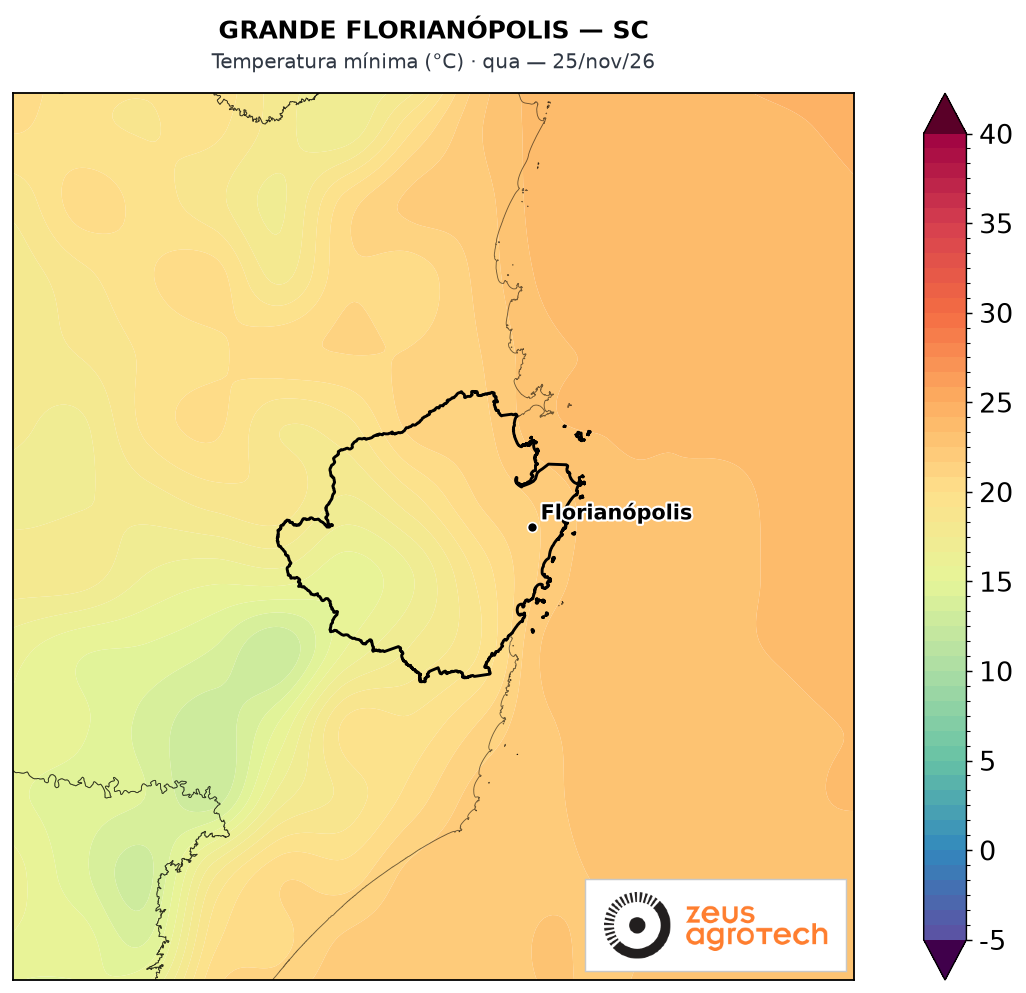 GRANDE FLORIANÓPOLIS — SC
Temperatura mínima (°C) · qua — 25/nov/26
Florianópolis
40
35
30
25
20
15
10
5
0
-5
zeus
agrotech